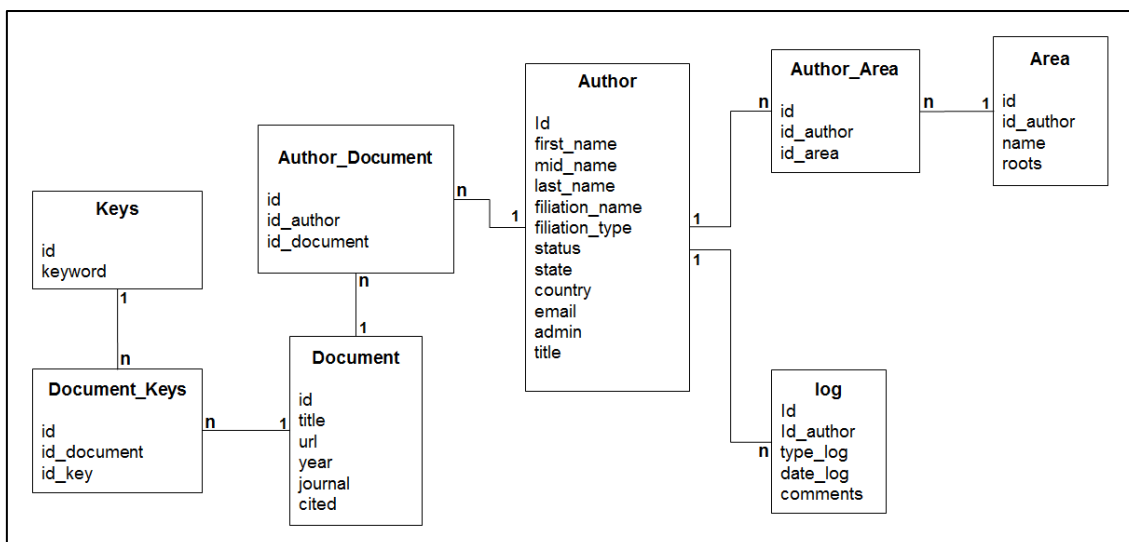 Keys
id
keyword
1
n
Document_Keys
id
id_document
id_key
n
1
Author_Document
id
id_author
id_document
n
1
n
1
Document
id
title
url
year
journal
cited
Author
Id
first_name
mid_name
last_name
filiation_name
filiation_type
status
state
country
email
admin
title
1
n
1
n
Author_Area
id
id_author
id_area
n
1
Area
id
id_author
name
roots
log
Id
Id_author
type_log
date_log
comments